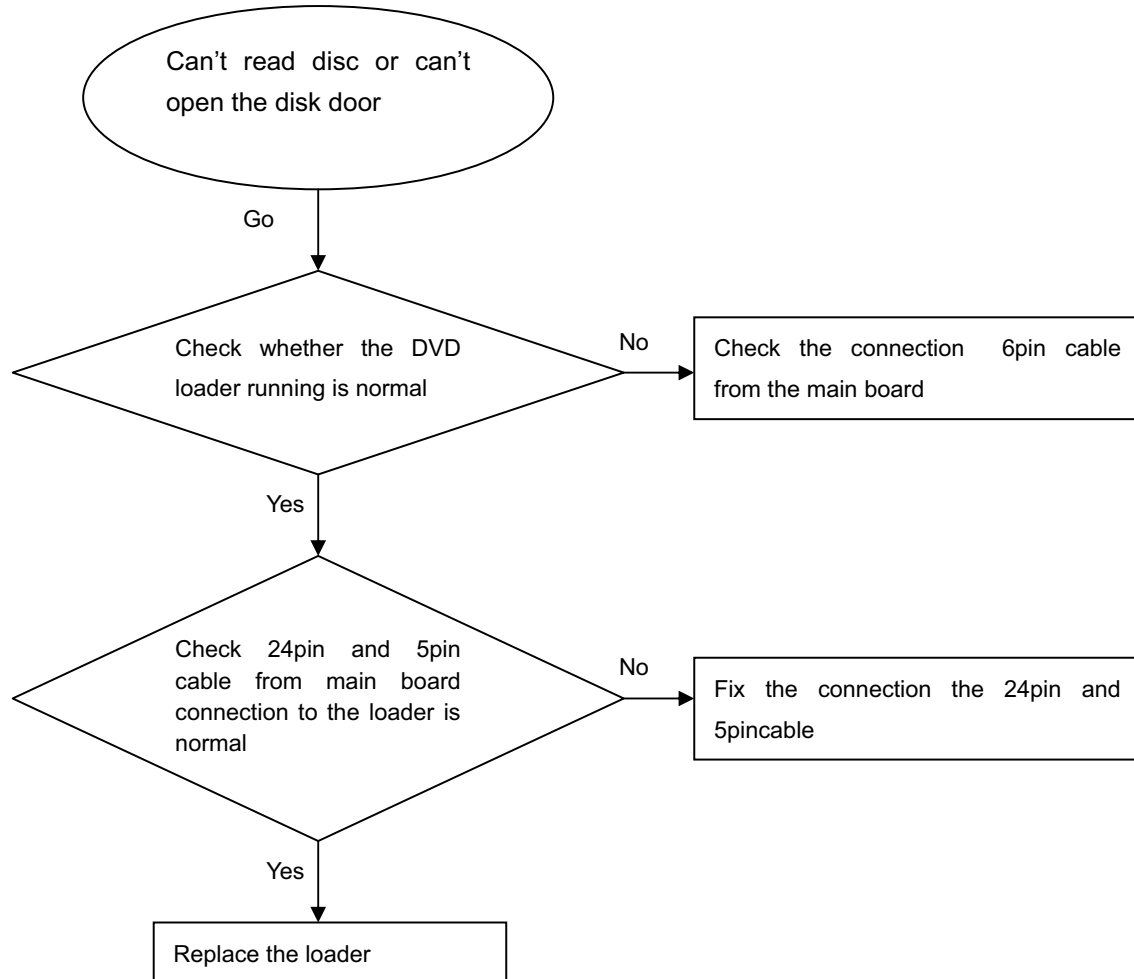 Can’t read disc or can’t
open the disk door
Go
Check whether the DVD
loader running is normal
No
Check the connection 6pin cable
from the main board
Yes
Check 24pin and 5pin
cable from main board
connection to the loader is
normal
No
Fix the connection the 24pin and
5pincable
Yes
Replace the loader